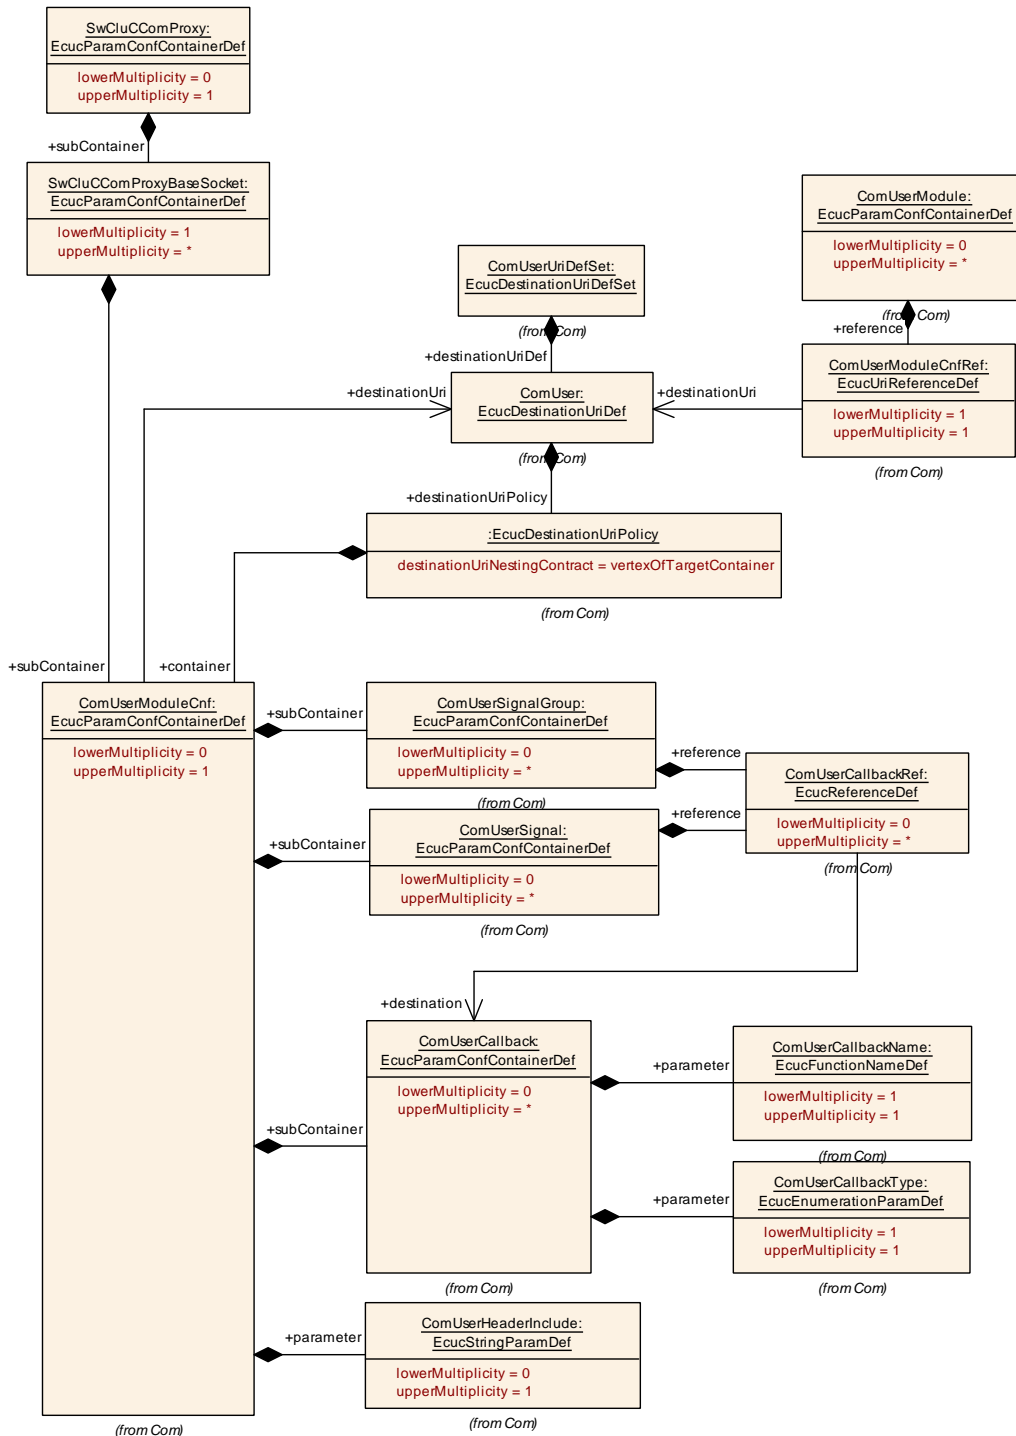 SwCluCComProxy:
EcucParamConfContainerDef
lowerMultiplicity = 0
upperMultiplicity = 1
+subContainer
SwCluCComProxyBaseSocket:
EcucParamConfContainerDef
lowerMultiplicity = 1
upperMultiplicity = *
ComUserModule:
EcucParamConfContainerDef
lowerMultiplicity = 0
upperMultiplicity = *
(from Com)
+reference
ComUserUriDefSet:
EcucDestinationUriDefSet
(from Com)
+destinationUriDef
ComUserModuleCnfRef:
EcucUriReferenceDef
lowerMultiplicity = 1
upperMultiplicity = 1
(from Com)
+destinationUri
ComUser:
EcucDestinationUriDef
+destinationUri
(from Com)
+destinationUriPolicy
:EcucDestinationUriPolicy
destinationUriNestingContract = vertexOfTargetContainer
(from Com)
+subContainer
+container
ComUserModuleCnf:
EcucParamConfContainerDef
lowerMultiplicity = 0
upperMultiplicity = 1
(from Com)
+subContainer
ComUserSignalGroup:
EcucParamConfContainerDef
lowerMultiplicity = 0
upperMultiplicity = *
(from Com)
+reference
ComUserCallbackRef:
EcucReferenceDef
lowerMultiplicity = 0
upperMultiplicity = *
(from Com)
+reference
+subContainer
ComUserSignal:
EcucParamConfContainerDef
lowerMultiplicity = 0
upperMultiplicity = *
(from Com)
+destination
ComUserCallback:
EcucParamConfContainerDef
lowerMultiplicity = 0
upperMultiplicity = *
(from Com)
+subContainer
+parameter
ComUserCallbackName:
EcucFunctionNameDef
lowerMultiplicity = 1
upperMultiplicity = 1
(from Com)
+parameter
ComUserCallbackType:
EcucEnumerationParamDef
lowerMultiplicity = 1
upperMultiplicity = 1
(from Com)
+parameter
ComUserHeaderInclude:
EcucStringParamDef
lowerMultiplicity = 0
upperMultiplicity = 1
(from Com)